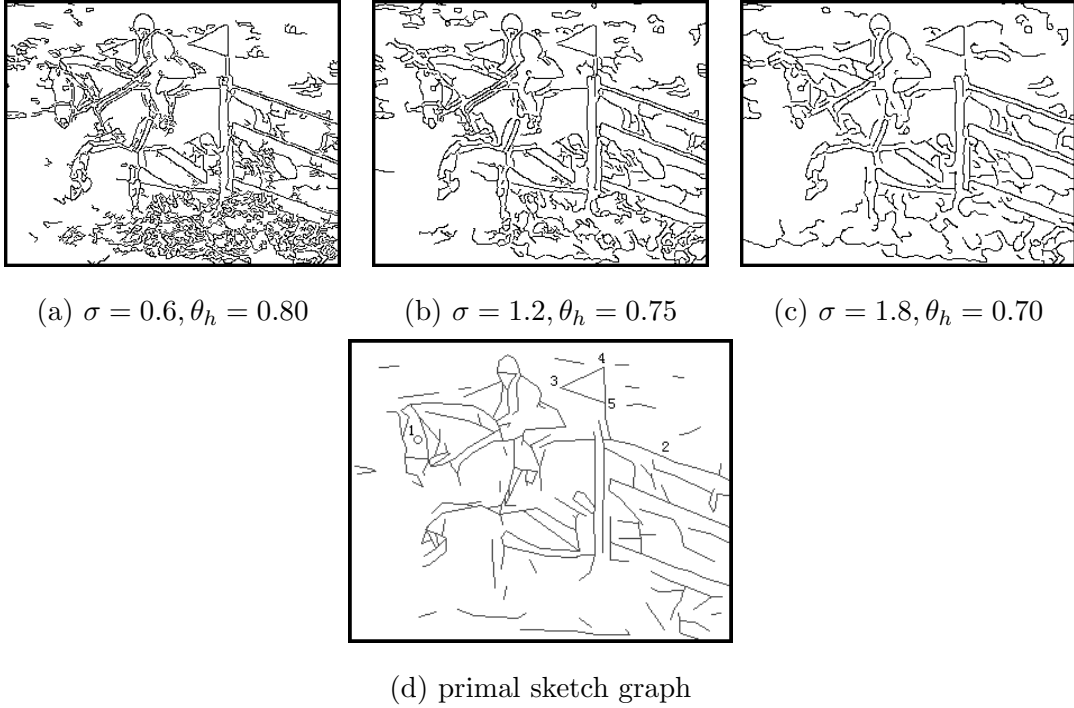 (a) σ = 0.6, θ_h = 0.80
(b) σ = 1.2, θ_h = 0.75
(c) σ = 1.8, θ_h = 0.70
4
3
5
1
2
(d) primal sketch graph